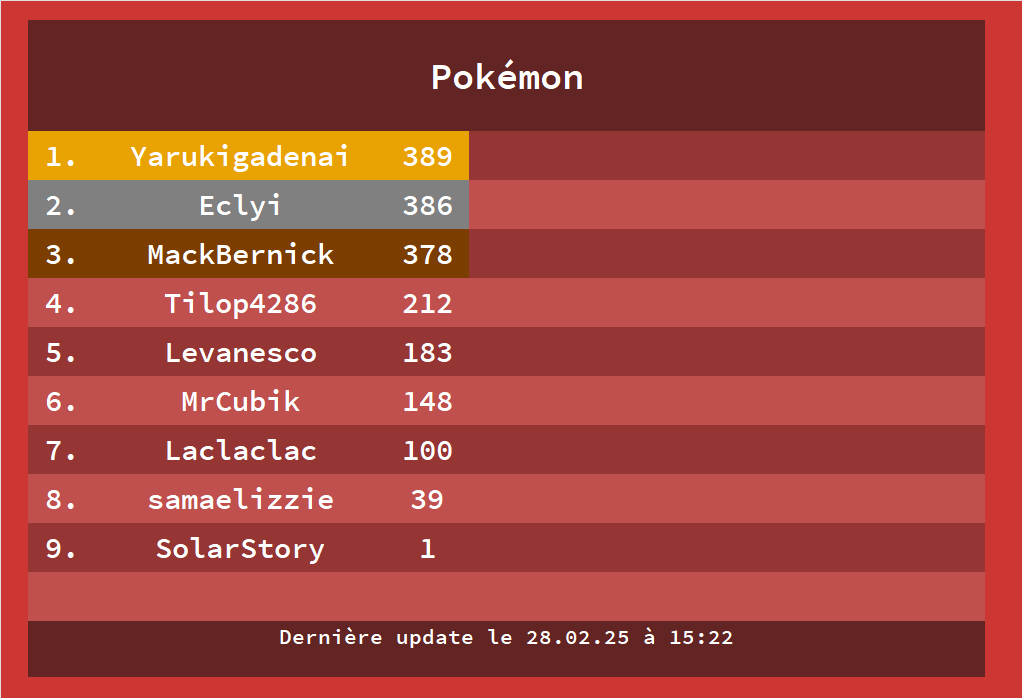 Pokémon
1. Yarukigadenai 389
2. Eclyi 386
3. MackBernick 378
4. Tilop4286 212
5. Levanesco 183
6. MrCubik 148
7. Laclaclac 100
8. samaelizzie 39
9. SolarStory 1
Dernière update le 28.02.25 à 15:22